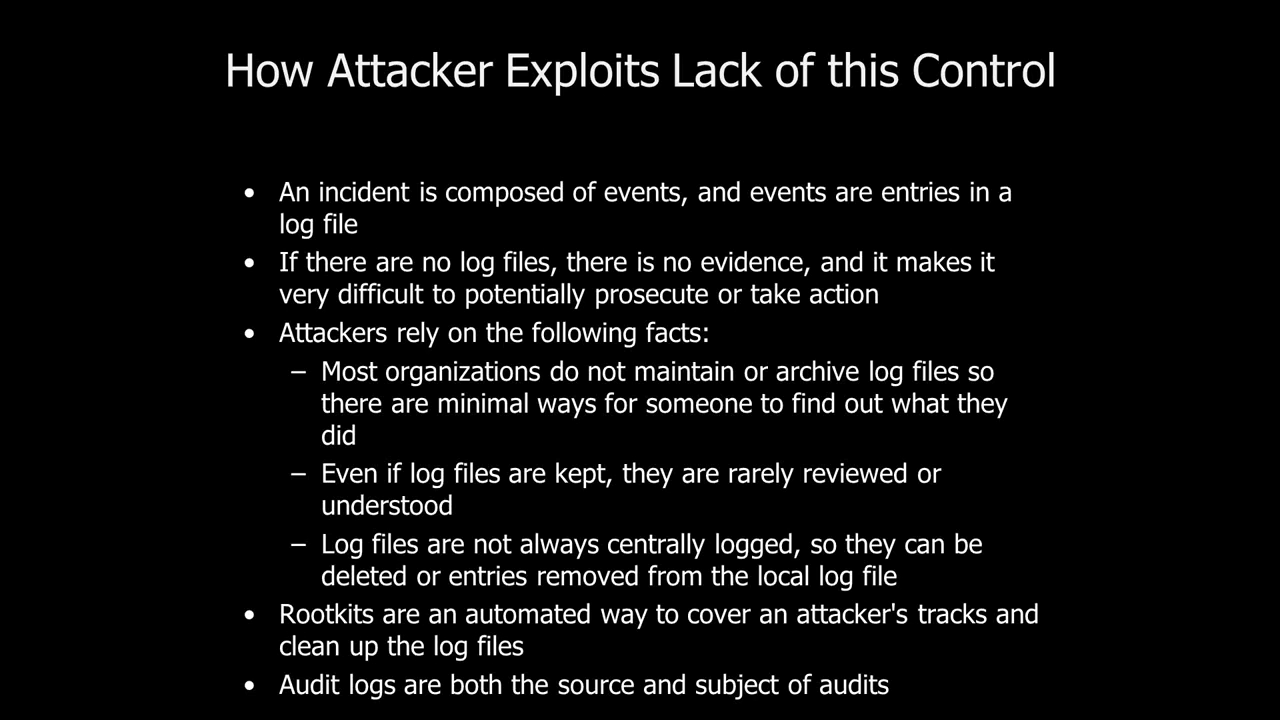 How Attacker Exploits Lack of this Control
• An incident is composed of events, and events are entries in a
log file
• If there are no log files, there is no evidence, and it makes it
very difficult to potentially prosecute or take action
• Attackers rely on the following facts:
– Most organizations do not maintain or archive log files so
there are minimal ways for someone to find out what they
did
– Even if log files are kept, they are rarely reviewed or
understood
– Log files are not always centrally logged, so they can be
deleted or entries removed from the local log file
• Rootkits are an automated way to cover an attacker's tracks and
clean up the log files
• Audit logs are both the source and subject of audits